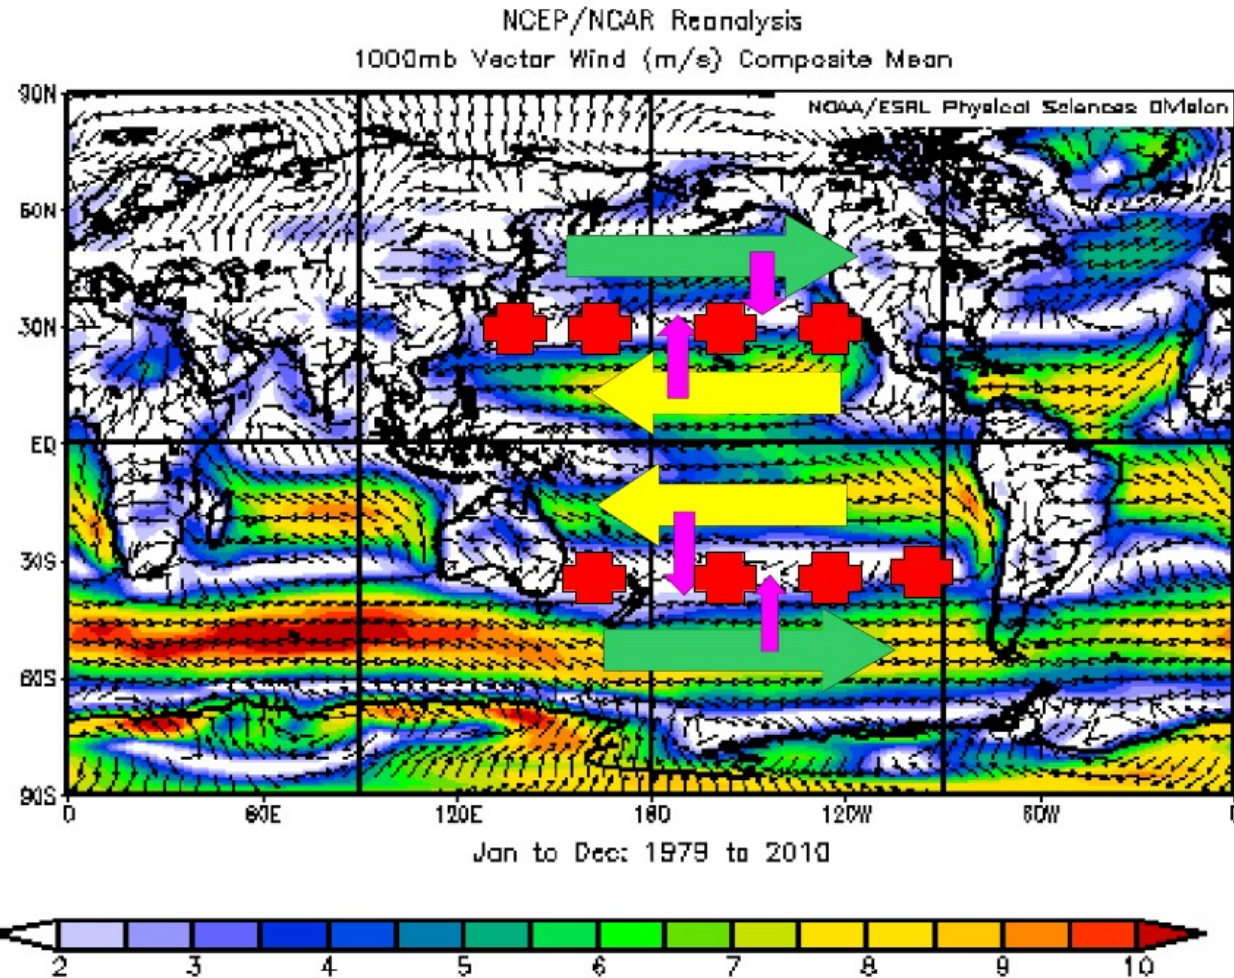 NCEP/NCAR Reanalysis
1000mb Vector Wind (m/s) Composite Mean
NOAA/ESRL Physical Sciences Division
90N
60N
30N
EQ
30S
60S
90S
0 60E 120E 180 120W 60W 0
Jan to Dec: 1979 to 2010
2 3 4 5 6 7 8 9 10